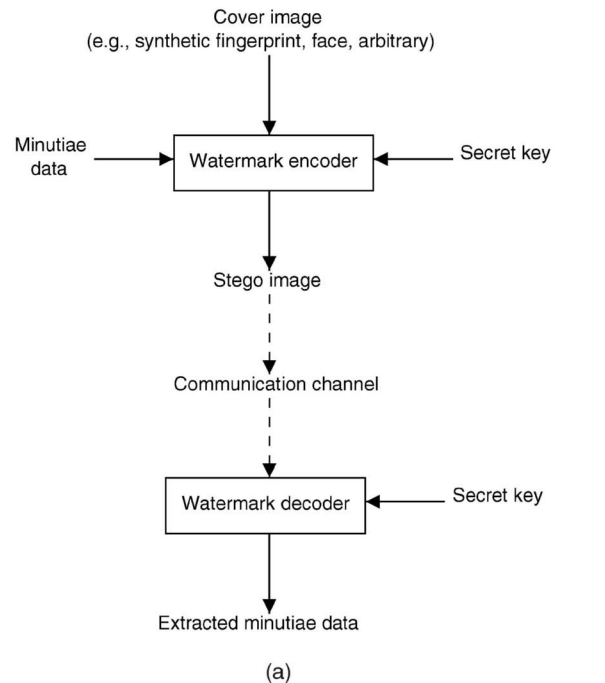 Cover image
(e.g., synthetic fingerprint, face, arbitrary)
Minutiae
data
Watermark encoder
Secret key
Stego image
Communication channel
Watermark decoder
Secret key
Extracted minutiae data
(a)